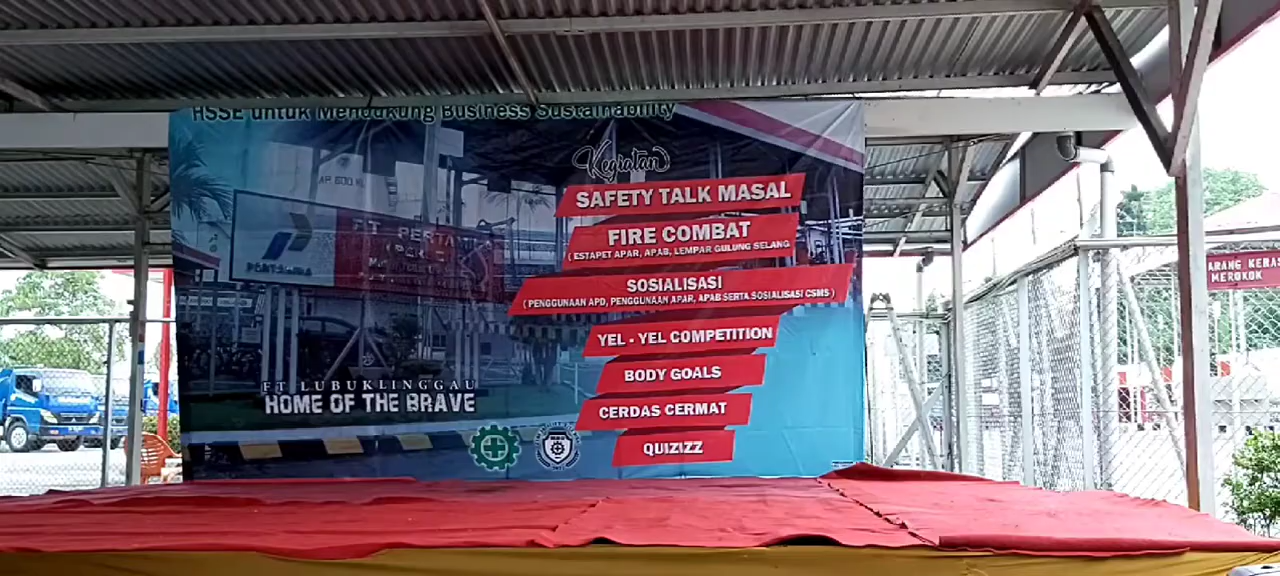 HSSE untuk Mendukung Business Sustainability
Kegiatan
SAFETY TALK MASAL
FIRE COMBAT
( ESTAPET APAR, APAB, LEMPAR GULUNG SELANG
SOSIALISASI
( PENGGUNAAN APD, PENGGUNAAN APAR, APAB SERTA SOSIALISASI CSMS )
YEL - YEL COMPETITION
BODY GOALS
CERDAS CERMAT
QUIZIZZ
PERTAMINA
PT. PERTAMINA
FT LUBUKLINGGAU
HOME OF THE BRAVE
ARANG KERAS
MEROKOK